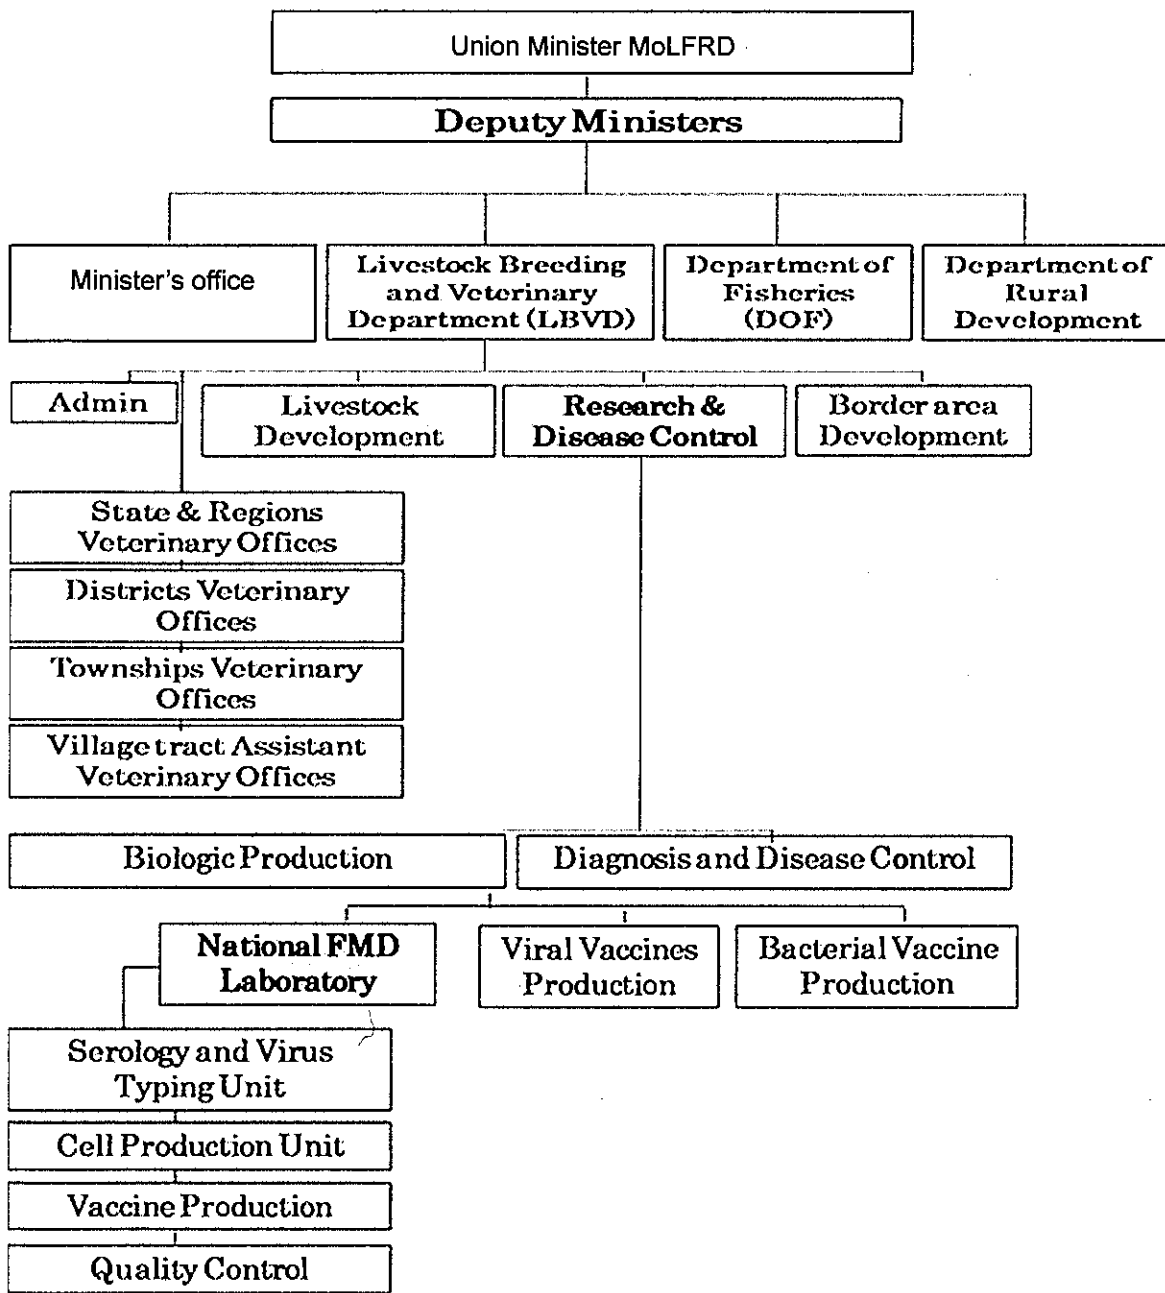 Union Minister MoLFRD
Deputy Ministers
Minister's office
Livestock Breeding
and Veterinary
Department (LBVD)
Department of
Fisheries
(DOF)
Department of
Rural
Development
Admin
Livestock
Development
Research &
Disease Control
Border area
Development
State & Regions
Veterinary Offices
Districts Veterinary
Offices
Townships Veterinary
Offices
Village tract Assistant
Veterinary Offices
Biologic Production
Diagnosis and Disease Control
National FMD
Laboratory
Viral Vaccines
Production
Bacterial Vaccine
Production
Serology and Virus
Typing Unit
Cell Production Unit
Vaccine Production
Quality Control